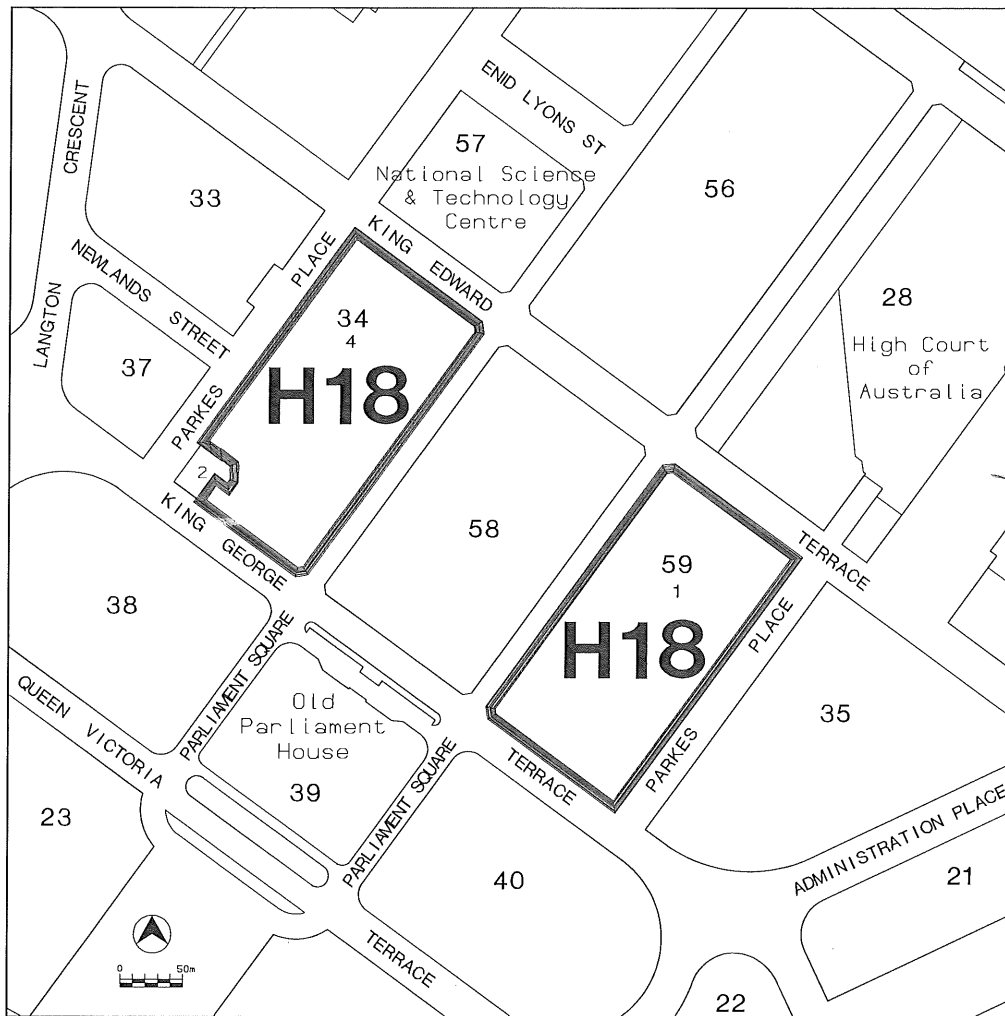 ENID LYONS ST
CRESCENT
57
National Science
& Technology
Centre
56
33
KING EDWARD
PLACE
NEWLANDS STREET
28
High Court
of
Australia
34
4
H18
LANGTON
37
PARKES
2
KING GEORGE
58
TERRACE
59
1
H18
PLACE
38
PARLIAMENT SQUARE
Old
Parliament
House
39
35
QUEEN VICTORIA
PARLIAMENT SQUARE
TERRACE
PARKES
23
ADMINISTRATION PLACE
40
21
TERRACE
0 50m
22